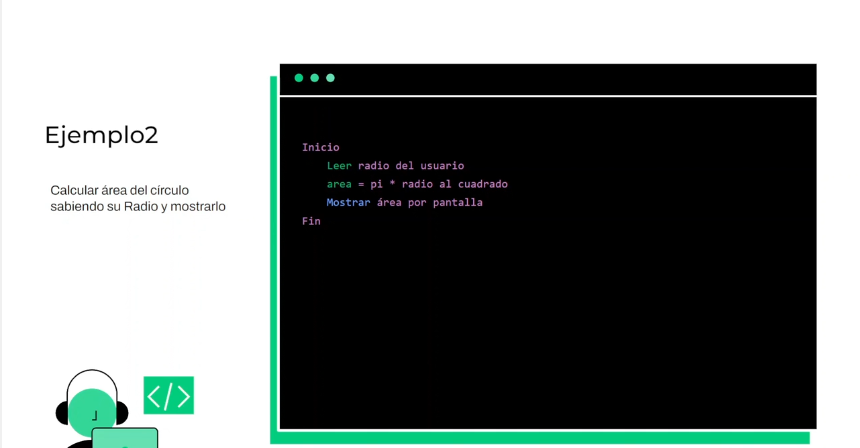 Ejemplo2
Calcular área del círculo
sabiendo su Radio y mostrarlo
Inicio
Leer radio del usuario
area = pi * radio al cuadrado
Mostrar área por pantalla
Fin
</>